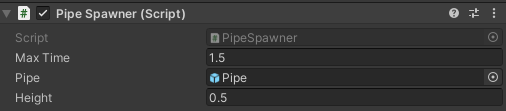 Pipe Spawner (Script)
Script PipeSpawner
Max Time 1.5
Pipe Pipe
Height 0.5